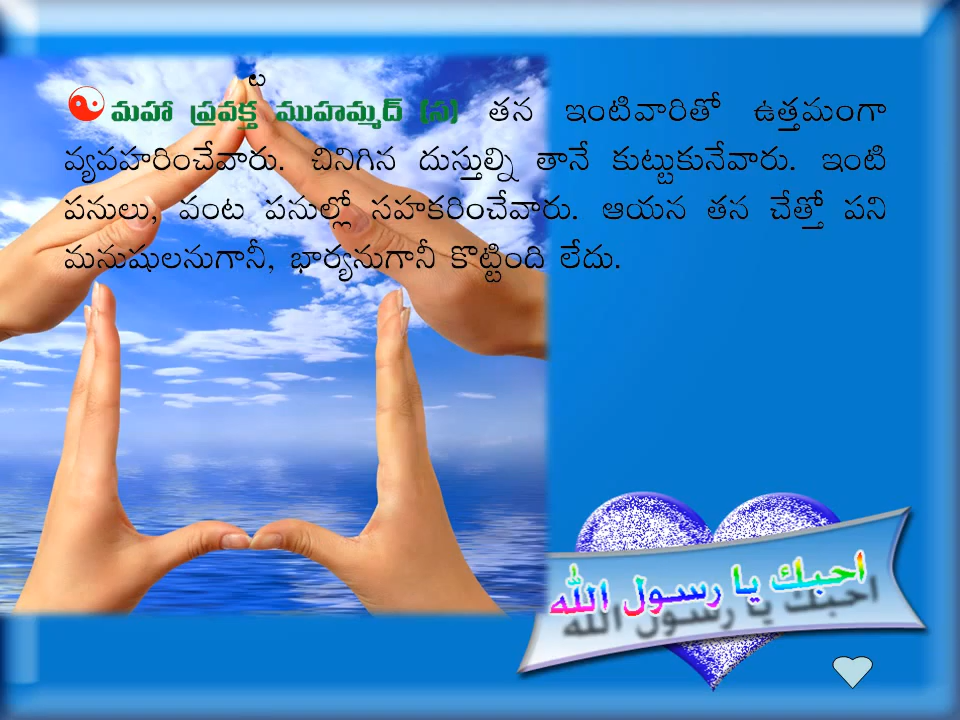 ట
మహా ప్రవక్త ముహమ్మద్ (స) తన ఇంటివారితో ఉత్తమంగా
వ్యవహరించేవారు. చినిగిన దుస్తుల్ని తానే కుట్టుకునేవారు. ఇంటి
పనులు, వంట పనుల్లో సహకరించేవారు. ఆయన తన చేత్తో పని
మనుషులనుగానీ, భార్యనుగానీ కొట్టింది లేదు.
احبك يا رسول الله